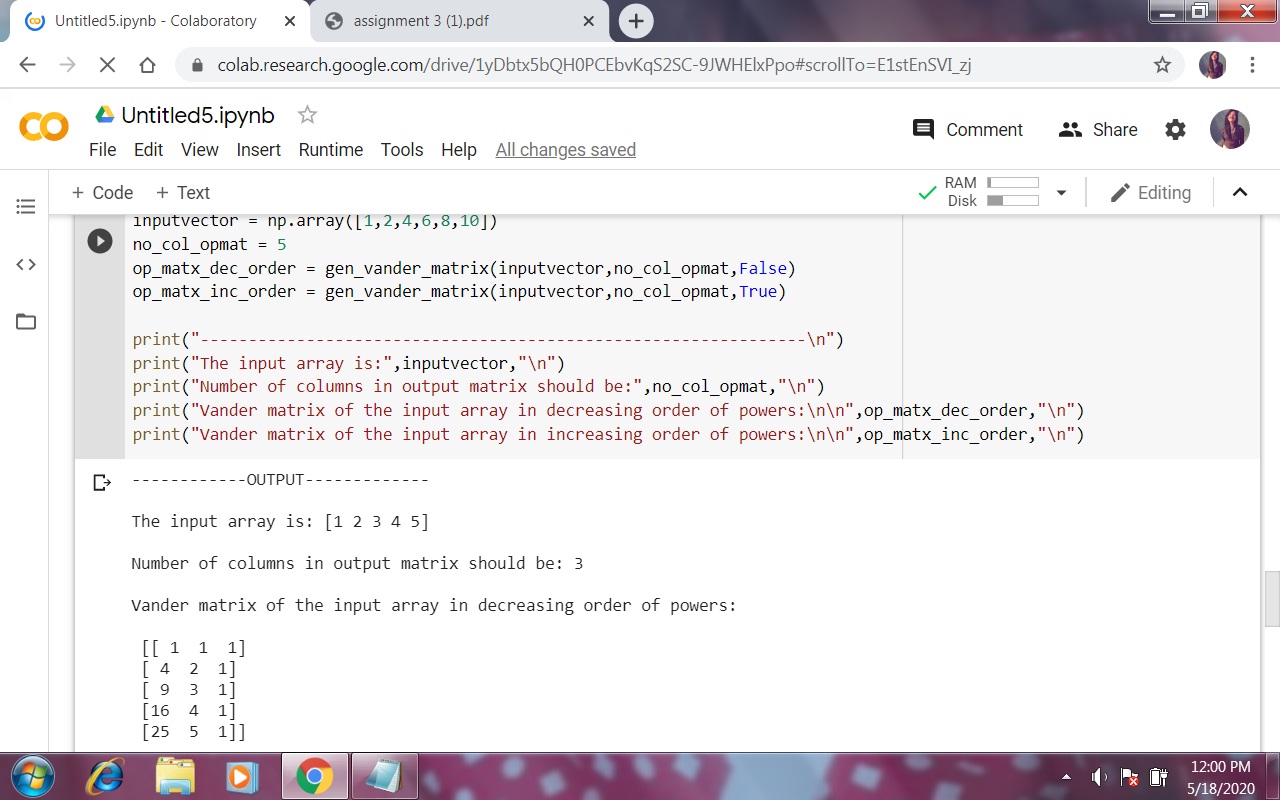 Untitled5.ipynb - Colaboratory
assignment 3 (1).pdf
colab.research.google.com/drive/1yDbtx5bQH0PCEbvKqS2SC-9JWHElxPpo#scrollTo=E1stEnSVI_zj
CO
Untitled5.ipynb
File Edit View Insert Runtime Tools Help All changes saved
Comment
Share
+ Code + Text
RAM
Disk
Editing
inputvector = np.array([1,2,4,6,8,10])
no_col_opmat = 5
op_matx_dec_order = gen_vander_matrix(inputvector,no_col_opmat,False)
op_matx_inc_order = gen_vander_matrix(inputvector,no_col_opmat,True)
print("---------------------------------------------------------------\n")
print("The input array is:",inputvector,"\n")
print("Number of columns in output matrix should be:",no_col_opmat,"\n")
print("Vander matrix of the input array in decreasing order of powers:\n\n",op_matx_dec_order,"\n")
print("Vander matrix of the input array in increasing order of powers:\n\n",op_matx_inc_order,"\n")
------------OUTPUT-------------
The input array is: [1 2 3 4 5]
Number of columns in output matrix should be: 3
Vander matrix of the input array in decreasing order of powers:
[[ 1 1 1]
[ 4 2 1]
[ 9 3 1]
[16 4 1]
[25 5 1]]
12:00 PM
5/18/2020